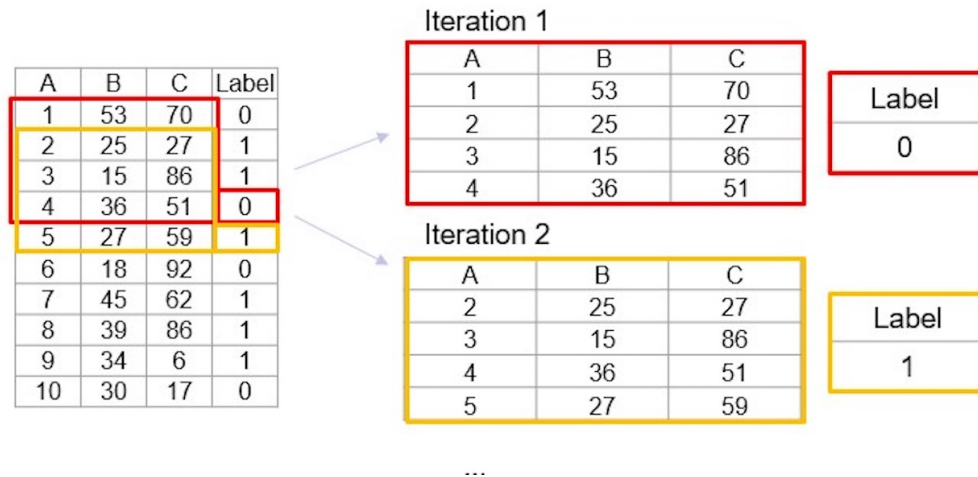 A B C Label
1 53 70 0
2 25 27 1
3 15 86 1
4 36 51 0
5 27 59 1
6 18 92 0
7 45 62 1
8 39 86 1
9 34 6 1
10 30 17 0
Iteration 1
A B C
1 53 70
2 25 27
3 15 86
4 36 51
Label
0
Iteration 2
A B C
2 25 27
3 15 86
4 36 51
5 27 59
Label
1
...